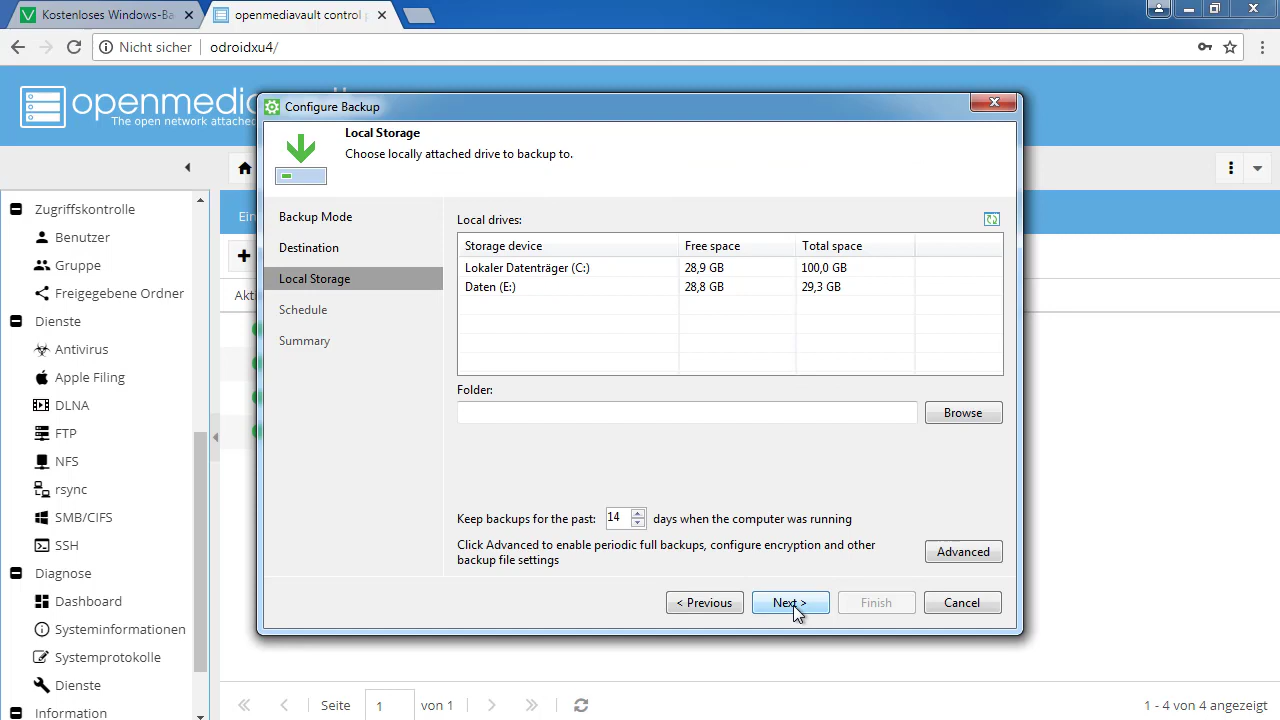 Kostenloses Windows-Ba
openmediavault control
Nicht sicher
odroidxu4/
openmedia
The open network attached
Configure Backup
Local Storage
Choose locally attached drive to backup to.
Backup Mode
Destination
Local Storage
Schedule
Summary
Local drives:
Storage device Free space Total space
Lokaler Datenträger (C:) 28,9 GB 100,0 GB
Daten (E:) 28,8 GB 29,3 GB
Folder:
Browse
Keep backups for the past: 14 days when the computer was running
Click Advanced to enable periodic full backups, configure encryption and other
backup file settings
Advanced
< Previous
Next >
Finish
Cancel
Zugriffskontrolle
Benutzer
Gruppe
Freigegebene Ordner
Dienste
Antivirus
Apple Filing
DLNA
FTP
NFS
rsync
SMB/CIFS
SSH
Diagnose
Dashboard
Systeminformationen
Systemprotokolle
Dienste
Information
Ein
Akti
Seite 1 von 1
1 - 4 von 4 angezeigt